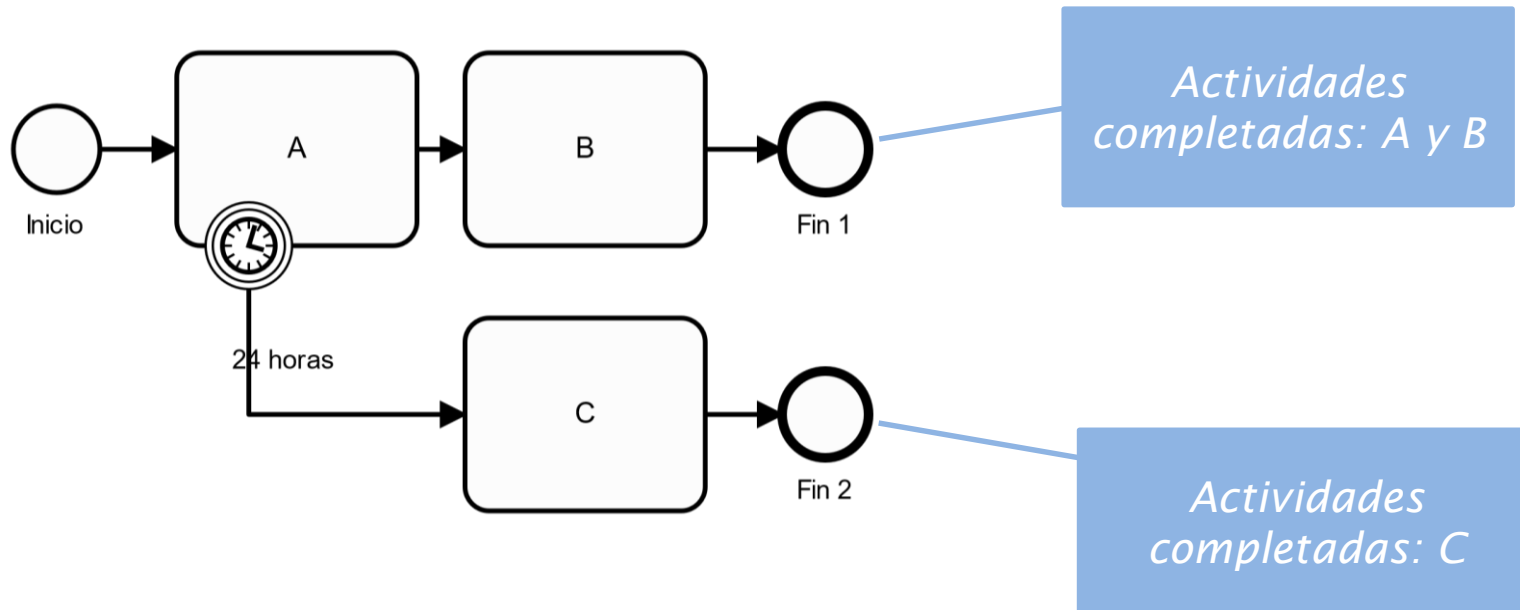 A
B
Inicio
Fin 1
Actividades
completadas: A y B
24 horas
C
Fin 2
Actividades
completadas: C